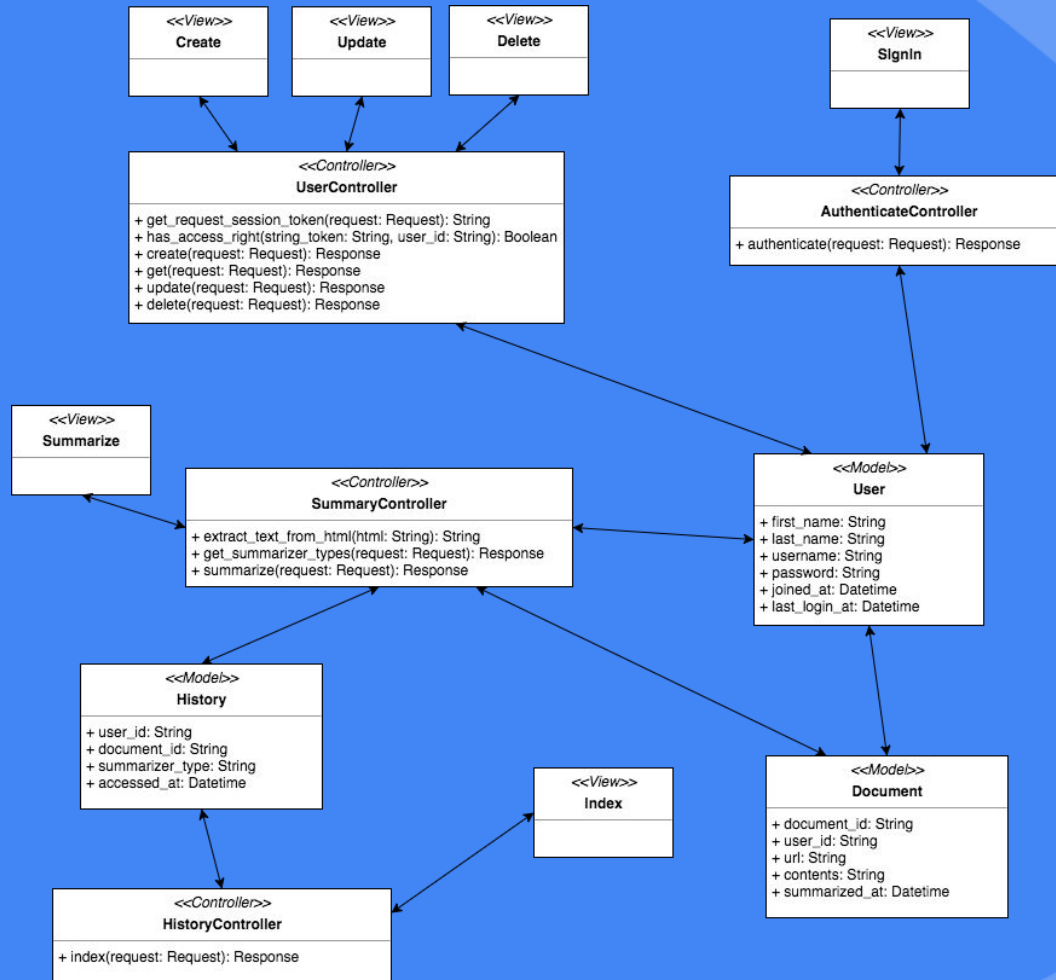 <<View>>
Create
<<View>>
Update
<<View>>
Delete
<<View>>
SIgnIn
<<Controller>>
UserController
+ get_request_session_token(request: Request): String
+ has_access_right(string_token: String, user_id: String): Boolean
+ create(request: Request): Response
+ get(request: Request): Response
+ update(request: Request): Response
+ delete(request: Request): Response
<<Controller>>
AuthenticateController
+ authenticate(request: Request): Response
<<View>>
Summarize
<<Controller>>
SummaryController
+ extract_text_from_html(html: String): String
+ get_summarizer_types(request: Request): Response
+ summarize(request: Request): Response
<<Model>>
User
+ first_name: String
+ last_name: String
+ username: String
+ password: String
+ joined_at: Datetime
+ last_login_at: Datetime
<<Model>>
History
+ user_id: String
+ document_id: String
+ summarizer_type: String
+ accessed_at: Datetime
<<View>>
Index
<<Model>>
Document
+ document_id: String
+ user_id: String
+ url: String
+ contents: String
+ summarized_at: Datetime
<<Controller>>
HistoryController
+ index(request: Request): Response